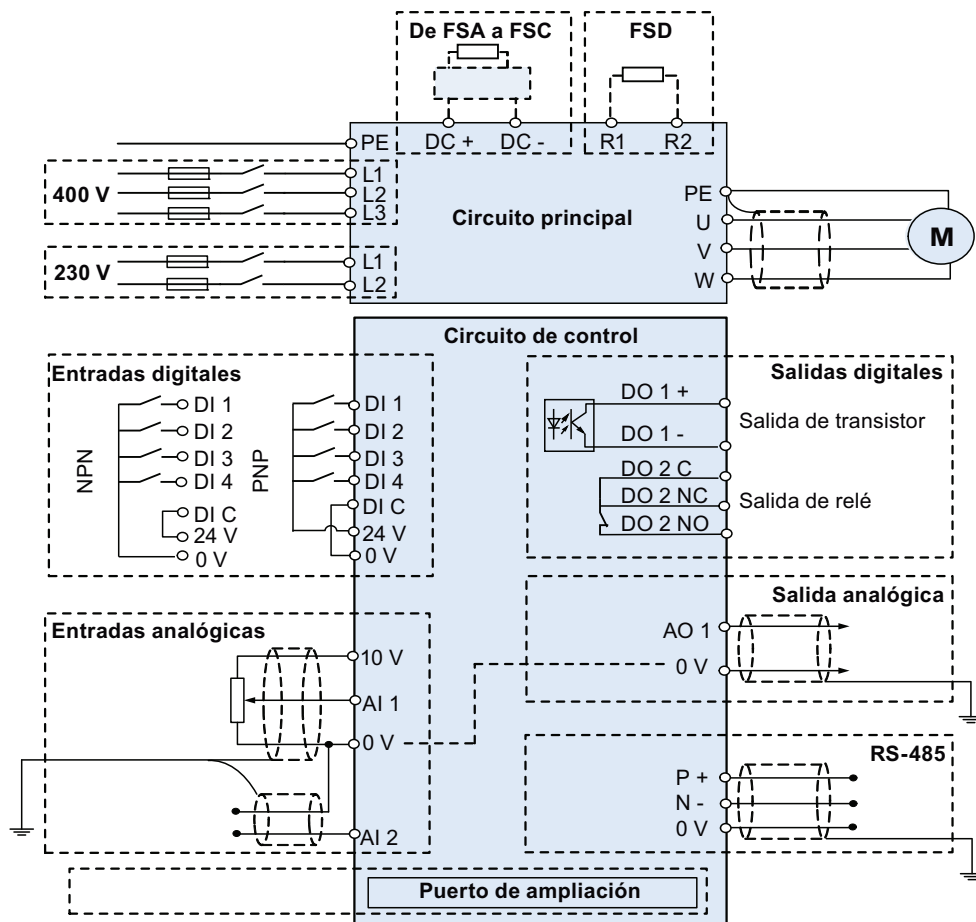 De FSA a FSC
FSD
PE
DC +
DC -
R1
R2
400 V
L1
L2
L3
230 V
L1
L2
Circuito principal
PE
U
V
W
M
Circuito de control
Entradas digitales
NPN
DI 1
DI 2
DI 3
DI 4
DI C
24 V
0 V
PNP
DI 1
DI 2
DI 3
DI 4
DI C
24 V
0 V
Salidas digitales
DO 1 +
DO 1 -
Salida de transistor
DO 2 C
DO 2 NC
DO 2 NO
Salida de relé
Entradas analógicas
10 V
AI 1
0 V
AI 2
Salida analógica
AO 1
0 V
RS-485
P +
N -
0 V
Puerto de ampliación